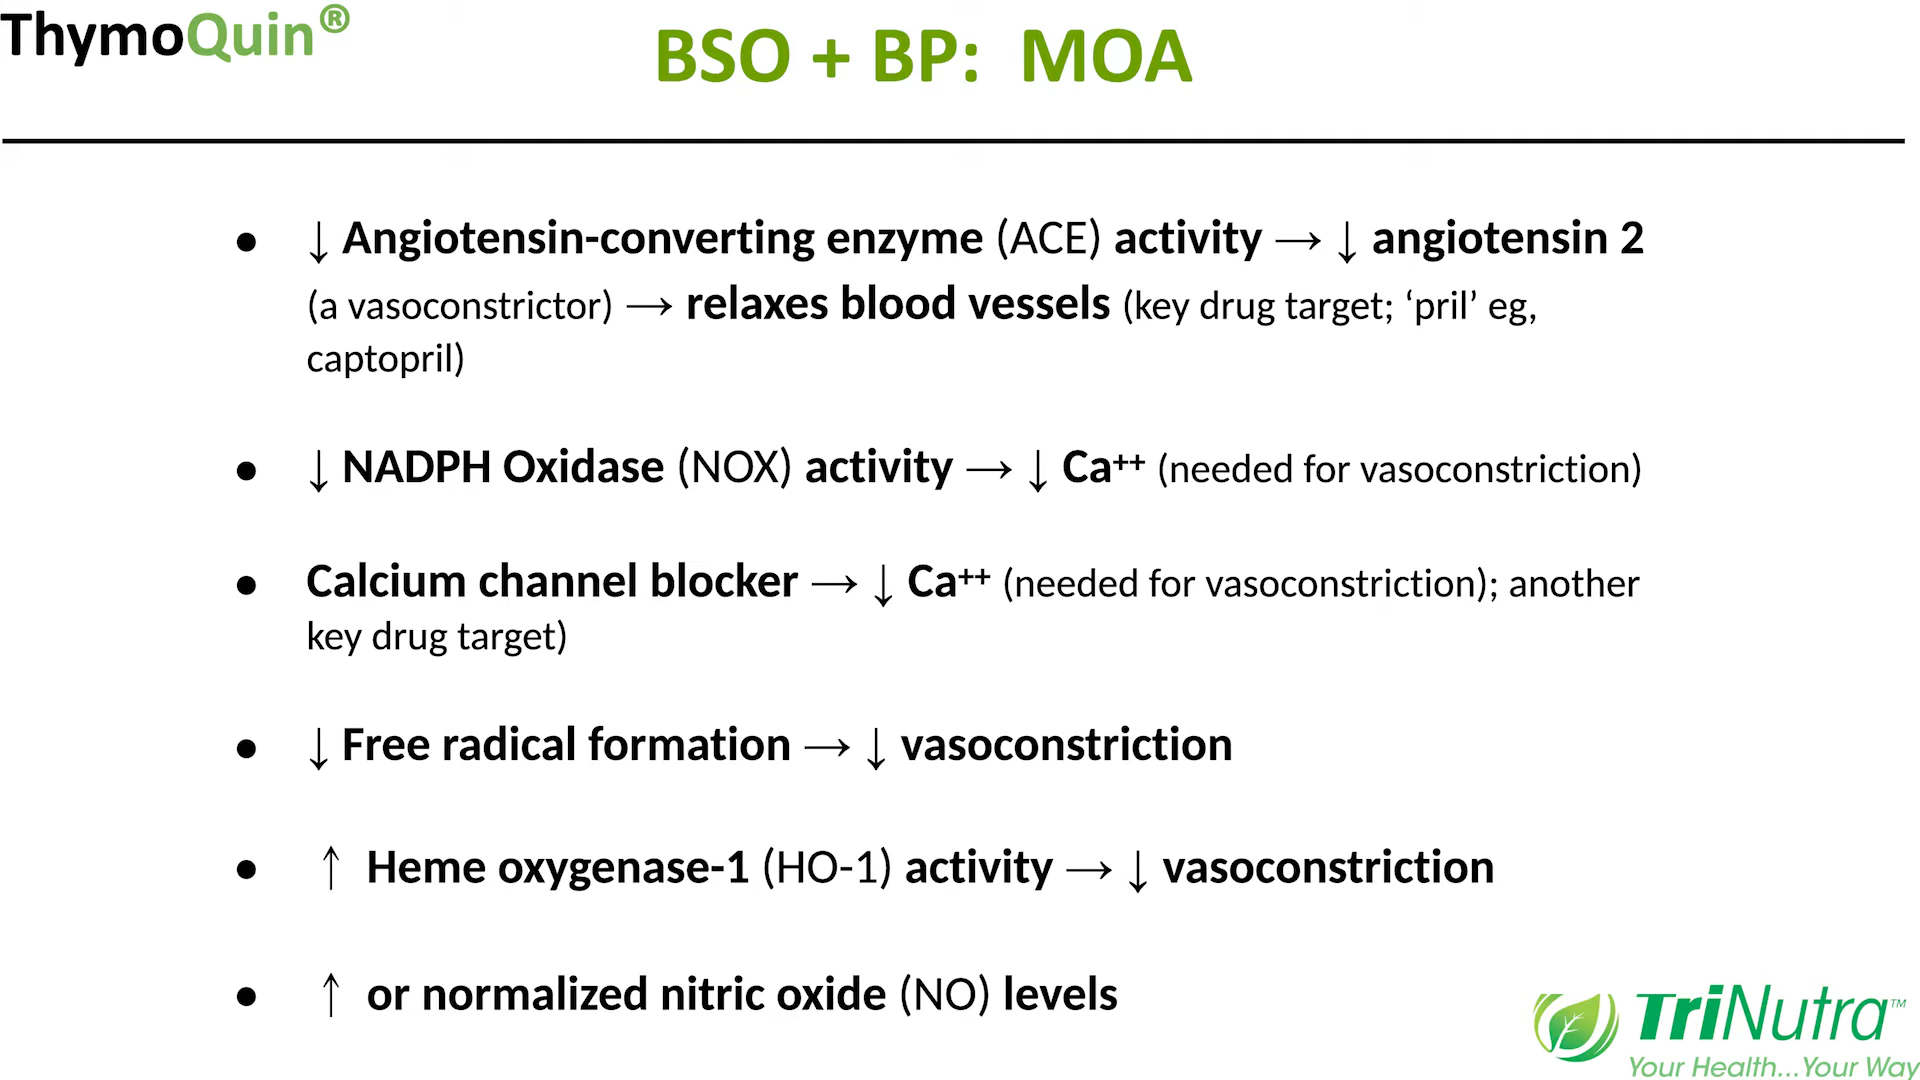 ThymoQuin®
BSO + BP: MOA
● ↓ Angiotensin-converting enzyme (ACE) activity → ↓ angiotensin 2
(a vasoconstrictor) → relaxes blood vessels (key drug target; ‘pril’ eg,
captopril)
● ↓ NADPH Oxidase (NOX) activity → ↓ Ca⁺⁺ (needed for vasoconstriction)
● Calcium channel blocker → ↓ Ca⁺⁺ (needed for vasoconstriction); another
key drug target)
● ↓ Free radical formation → ↓ vasoconstriction
● ↑ Heme oxygenase-1 (HO-1) activity → ↓ vasoconstriction
● ↑ or normalized nitric oxide (NO) levels
TriNutra™
Your Health...Your Way